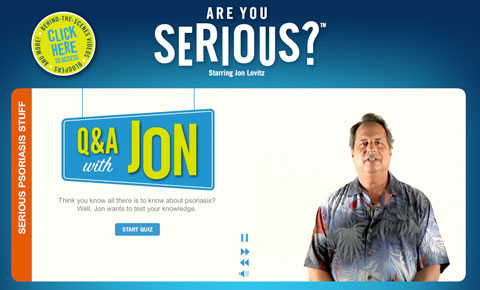 ARE YOU
SERIOUS?™
Starring Jon Lovitz
BEHIND-THE-SCENES VIDEOS • BLOOPERS • AND MORE! •
CLICK
HERE
TO ACCESS
SERIOUS PSORIASIS STUFF
Q&A
with JON
Think you know all there is to know about psoriasis?
Well, Jon wants to test your knowledge.
START QUIZ